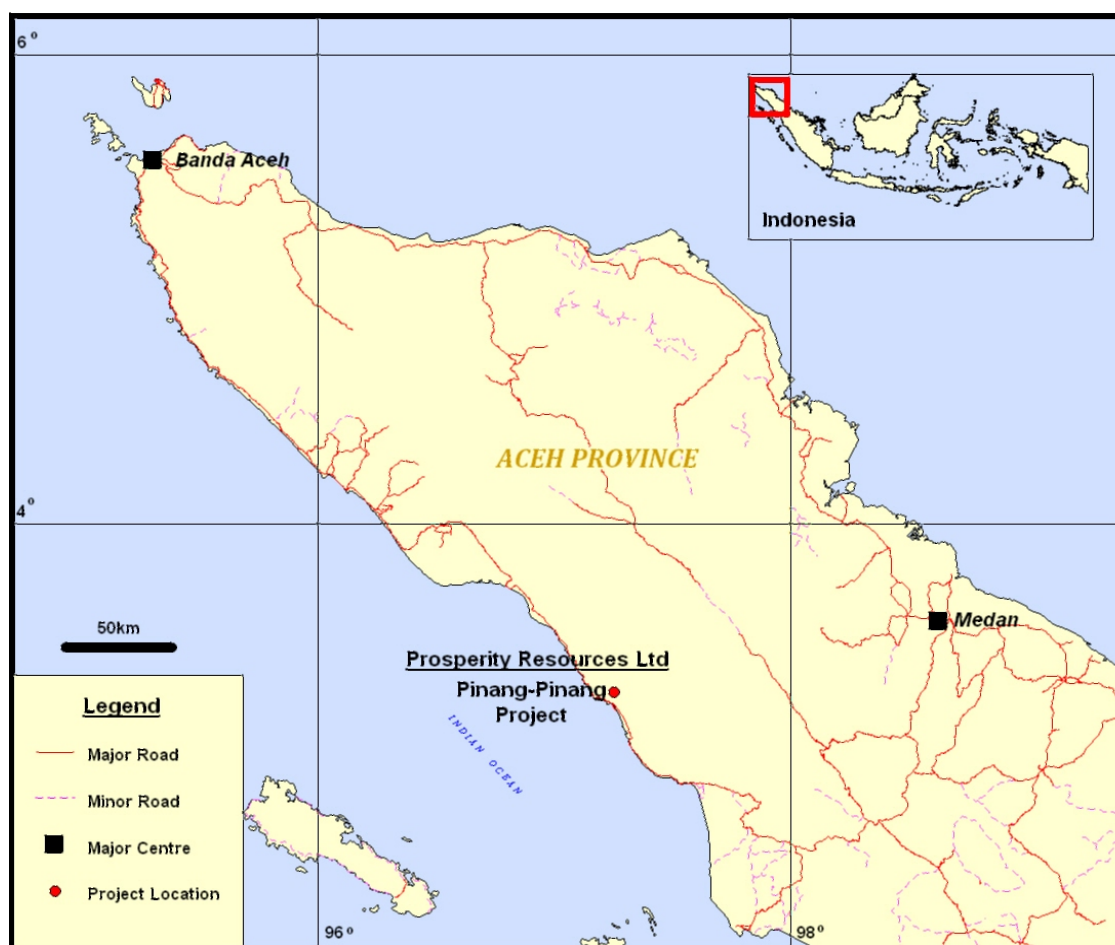 6°
Banda Aceh
Indonesia
ACEH PROVINCE
4°
50km
Medan
Prosperity Resources Ltd
Pinang-Pinang
Project
INDIAN OCEAN
Legend
Major Road
Minor Road
Major Centre
Project Location
96°
98°